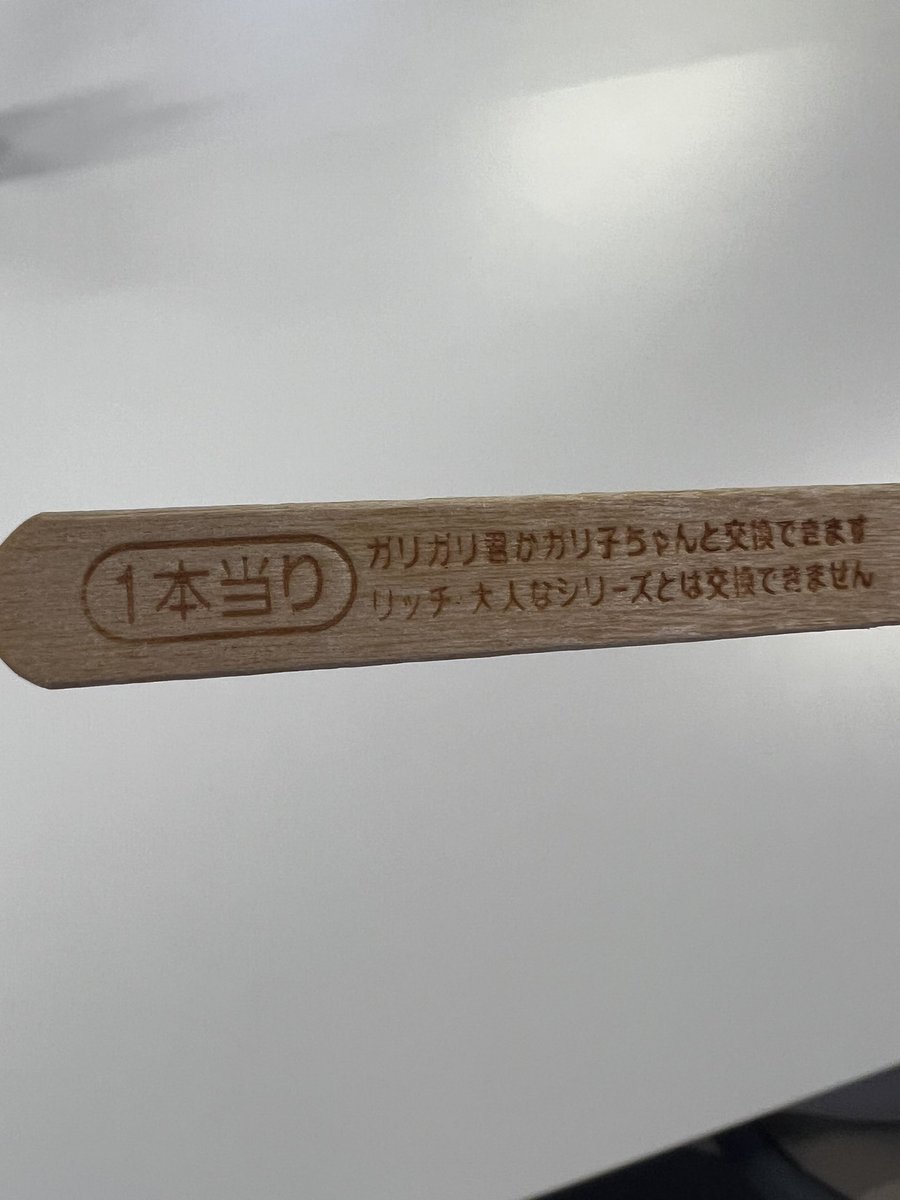 1本当り
ガリガリ君かガリ子ちゃんと交換できます
リッチ・大人なシリーズとは交換できません